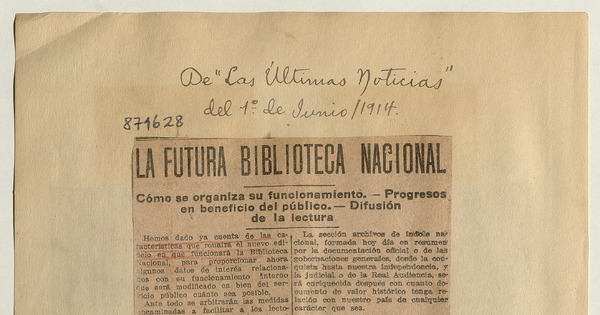 De "Las Últimas Noticias"
del 1º de Junio/1914.
874628
LA FUTURA BIBLIOTECA NACIONAL
Cómo se organiza su funcionamiento. — Progresos
en beneficio del público. — Difusión
de la lectura
Hemos dado ya cuenta de las ca-
racterísticas que reunirá el nuevo edi-
ficio en que funcionará la Biblioteca
Nacional, para proporcionar ahora
algunos datos de interés relaciona-
dos con su funcionamiento interno
que será modificado en bien del ser-
vicio público cuánto sea posible.
Ante todo se arbitrarán las medidas
encaminadas a facilitar a los lecto-
La sección archivos de índole na-
cional, formada hoy día en resumen
por la documentación oficial o de las
gobernaciones generales, desde la con-
quista hasta nuestra independencia, y
la judicial o de la Real Audiencia, se-
rá enriquecida después con cuanto do-
cumento de valor histórico tenga re-
lación con nuestro país de cualquier
carácter que sea.